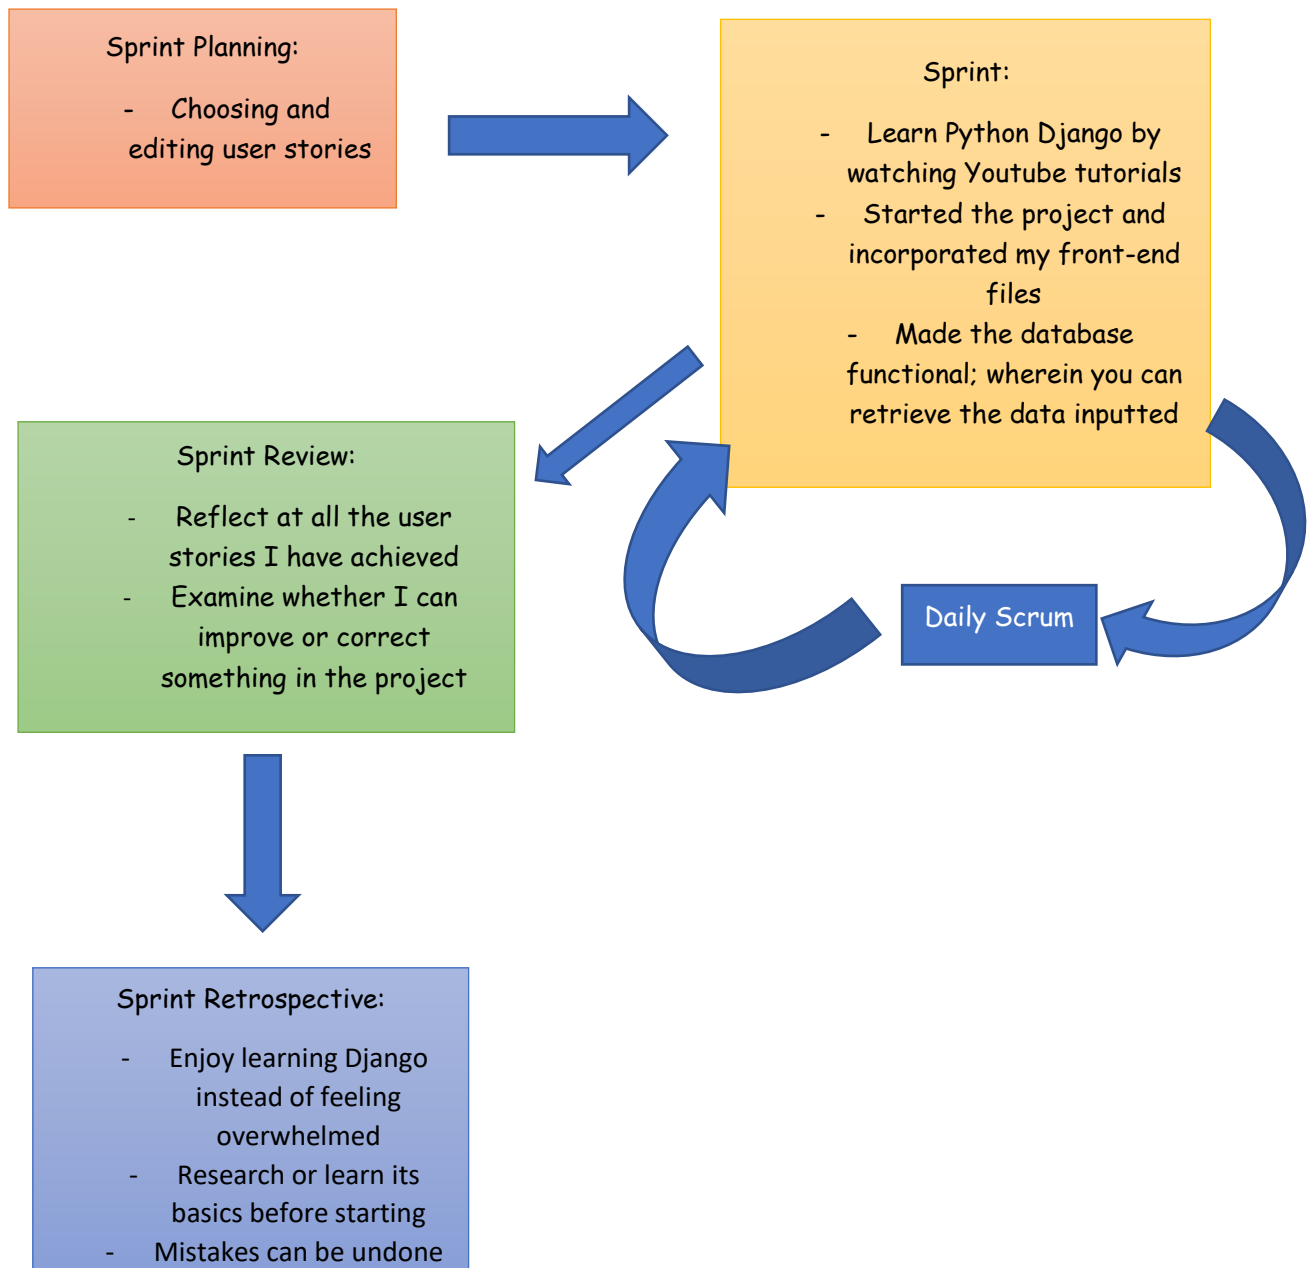 Sprint Planning:
- Choosing and
editing user stories
Sprint:
- Learn Python Django by
watching Youtube tutorials
- Started the project and
incorporated my front-end
files
- Made the database
functional; wherein you can
retrieve the data inputted
Daily Scrum
Sprint Review:
- Reflect at all the user
stories I have achieved
- Examine whether I can
improve or correct
something in the project
Sprint Retrospective:
- Enjoy learning Django
instead of feeling
overwhelmed
- Research or learn its
basics before starting
- Mistakes can be undone